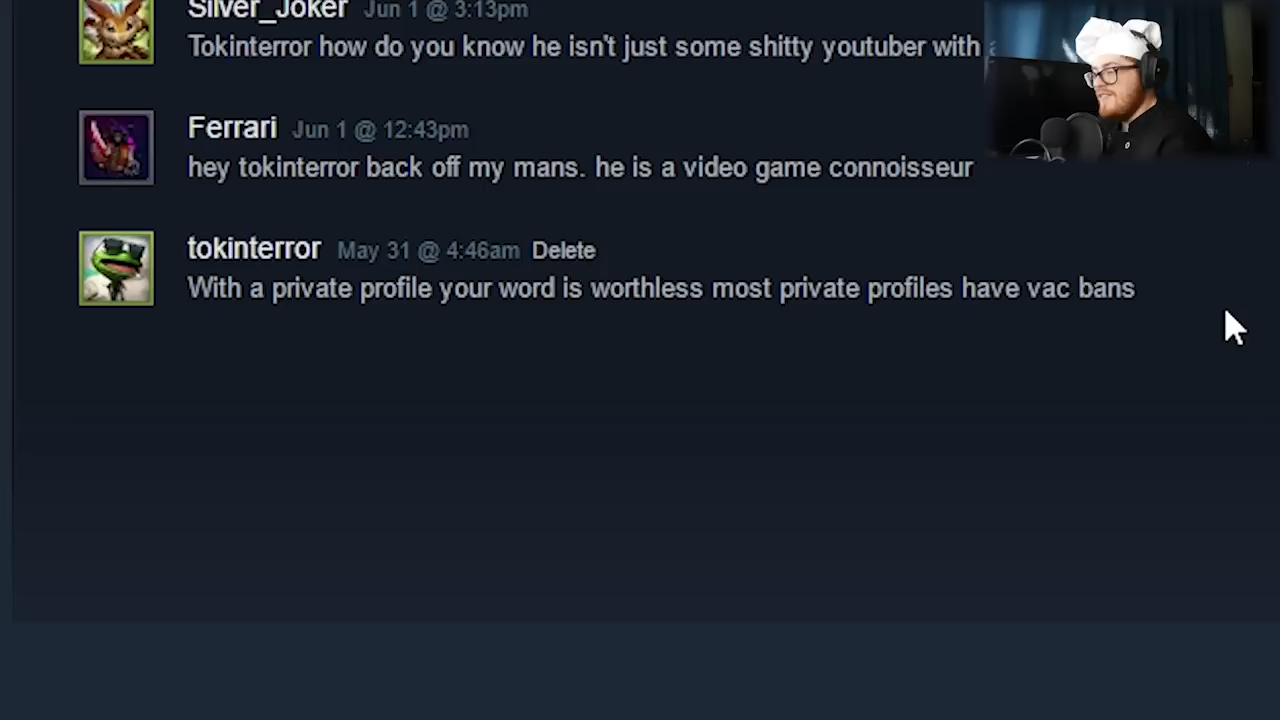 Silver_Joker Jun 1 @ 3:13pm
Tokinterror how do you know he isn't just some shitty youtuber with
Ferrari Jun 1 @ 12:43pm
hey tokinterror back off my mans. he is a video game connoisseur
tokinterror May 31 @ 4:46am Delete
With a private profile your word is worthless most private profiles have vac bans